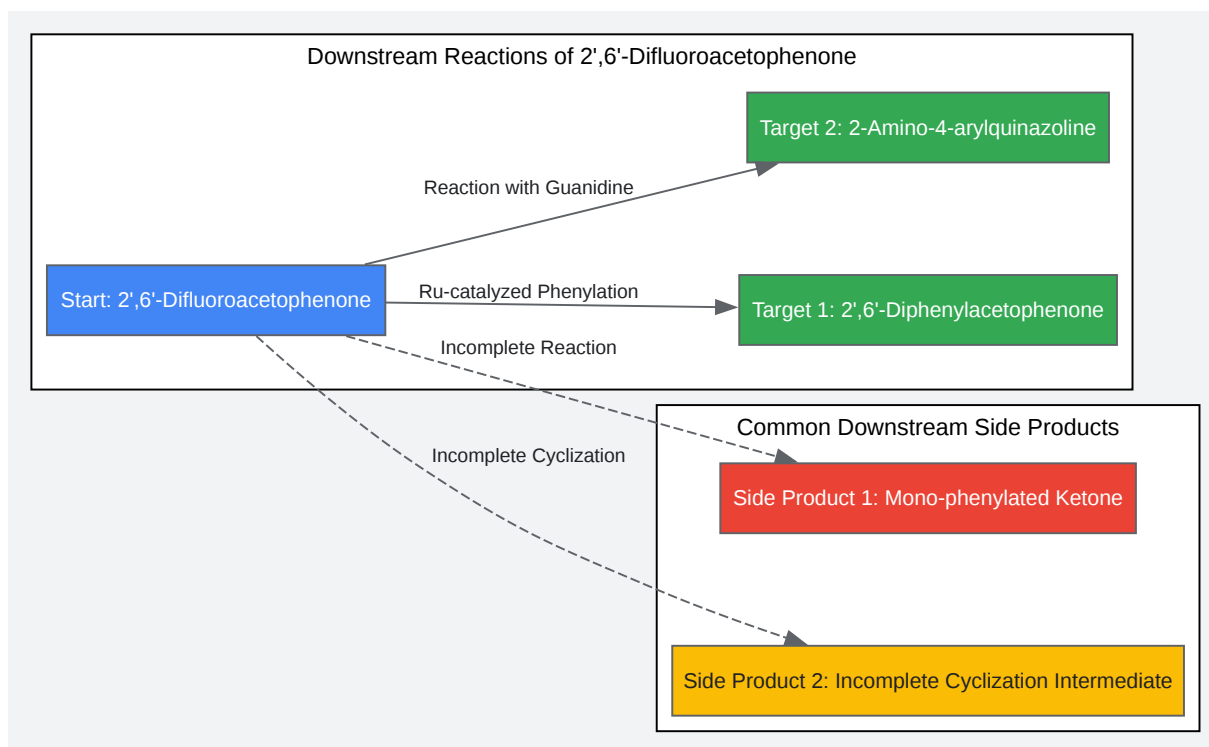 Downstream Reactions of 2',6'-Difluoroacetophenone
Target 2: 2-Amino-4-arylquinazoline
Reaction with Guanidine
Start: 2',6'-Difluoroacetophenone
Ru-catalyzed Phenylation
Target 1: 2',6'-Diphenylacetophenone
Incomplete Reaction
Common Downstream Side Products
Incomplete Cyclization
Side Product 1: Mono-phenylated Ketone
Side Product 2: Incomplete Cyclization Intermediate